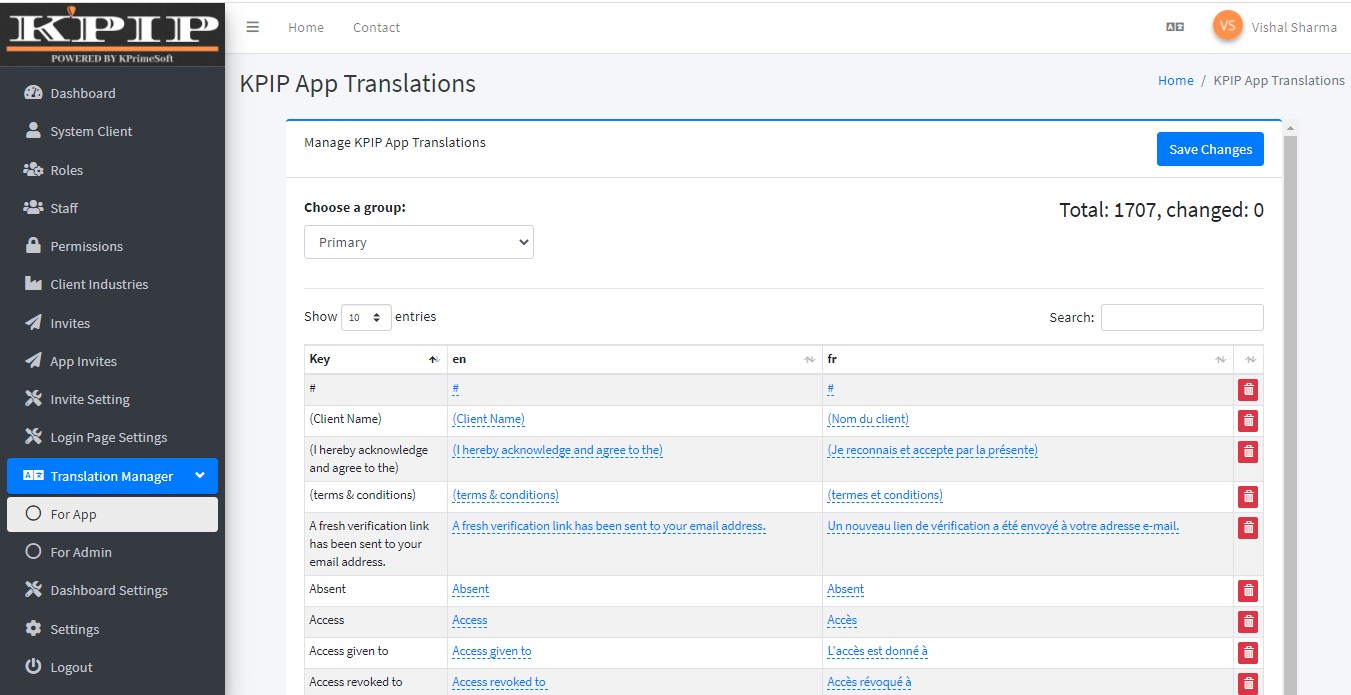 KPIP
POWERED BY KPrimeSoft
Home
Contact
VS
Vishal Sharma
Dashboard
System Client
Roles
Staff
Permissions
Client Industries
Invites
App Invites
Invite Setting
Login Page Settings
Translation Manager
For App
For Admin
Dashboard Settings
Settings
Logout
KPIP App Translations
Home / KPIP App Translations
Manage KPIP App Translations
Save Changes
Choose a group:
Total: 1707, changed: 0
Primary
Show 10 entries
Search:
Key en fr
# # #
(Client Name) (Client Name) (Nom du client)
(I hereby acknowledge (I hereby acknowledge and agree to the) (Je reconnais et accepte par la présente)
and agree to the)
(terms & conditions) (terms & conditions) (termes et conditions)
A fresh verification link A fresh verification link has been sent to your email address. Un nouveau lien de vérification a été envoyé à votre adresse e-mail.
has been sent to your
email address.
Absent Absent Absent
Access Access Accès
Access given to Access given to L'accès est donné à
Access revoked to Access revoked to Accès révoqué à